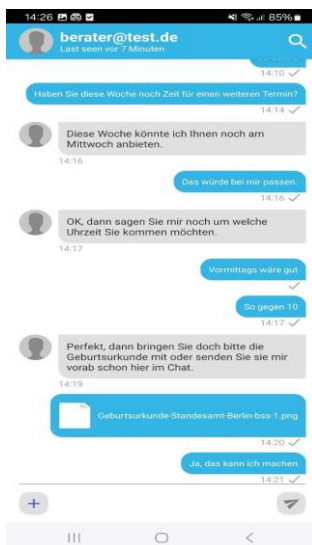 14:26
85%
berater@test.de
Last seen vor 7 Minuten
14:10
Haben Sie diese Woche noch Zeit für einen weiteren Termin?
14:14
Diese Woche könnte ich Ihnen noch am
Mittwoch anbieten.
14:16
Das würde bei mir passen.
14:16
OK, dann sagen Sie mir noch um welche
Uhrzeit Sie kommen möchten.
14:17
Vormittags wäre gut
So gegen 10
14:17
Perfekt, dann bringen Sie doch bitte die
Geburtsurkunde mit oder senden Sie sie mir
vorab schon hier im Chat.
14:19
Geburtsurkunde-Standesamt-Berlin-bss-1.png
14:20
Ja, das kann ich machen
14:21